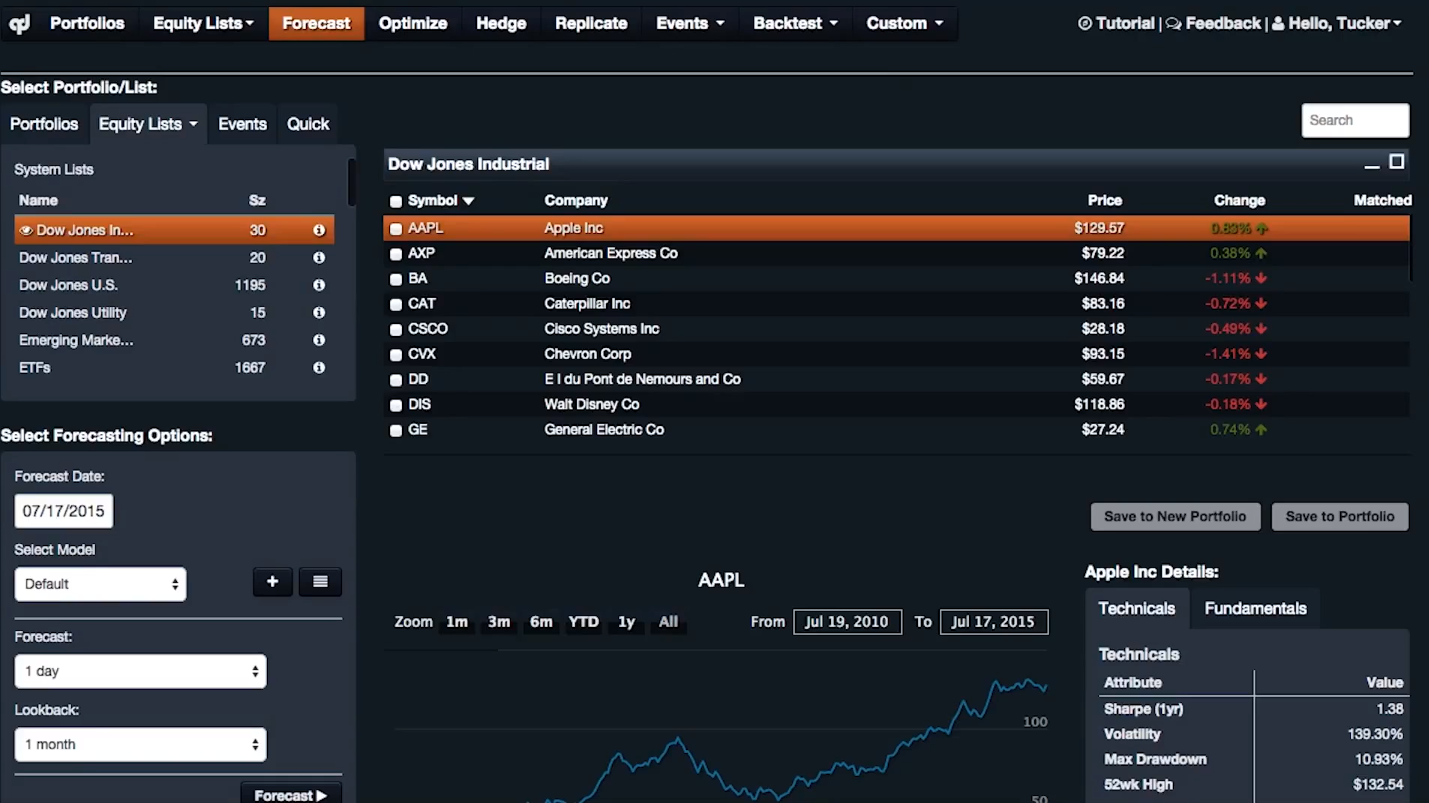 Portfolios Equity Lists Forecast Optimize Hedge Replicate Events Backtest Custom Tutorial | Feedback | Hello, Tucker
Select Portfolio/List:
Portfolios Equity Lists Events Quick
System Lists
Name Sz
Dow Jones In... 30
Dow Jones Tran... 20
Dow Jones U.S. 1195
Dow Jones Utility 15
Emerging Marke... 673
ETFs 1667
Search
Dow Jones Industrial
Symbol Company Price Change Matched
AAPL Apple Inc $129.57 0.83%
AXP American Express Co $79.22 0.38%
BA Boeing Co $146.84 -1.11%
CAT Caterpillar Inc $83.16 -0.72%
CSCO Cisco Systems Inc $28.18 -0.49%
CVX Chevron Corp $93.15 -1.41%
DD E I du Pont de Nemours and Co $59.67 -0.17%
DIS Walt Disney Co $118.86 -0.18%
GE General Electric Co $27.24 0.74%
Save to New Portfolio Save to Portfolio
Select Forecasting Options:
Forecast Date:
07/17/2015
Select Model
Default
Forecast:
1 day
Lookback:
1 month
Forecast
AAPL
Zoom 1m 3m 6m YTD 1y All From Jul 19, 2010 To Jul 17, 2015
100
50
Apple Inc Details:
Technicals Fundamentals
Technicals
Attribute Value
Sharpe (1yr) 1.38
Volatility 139.30%
Max Drawdown 10.93%
52wk High $132.54